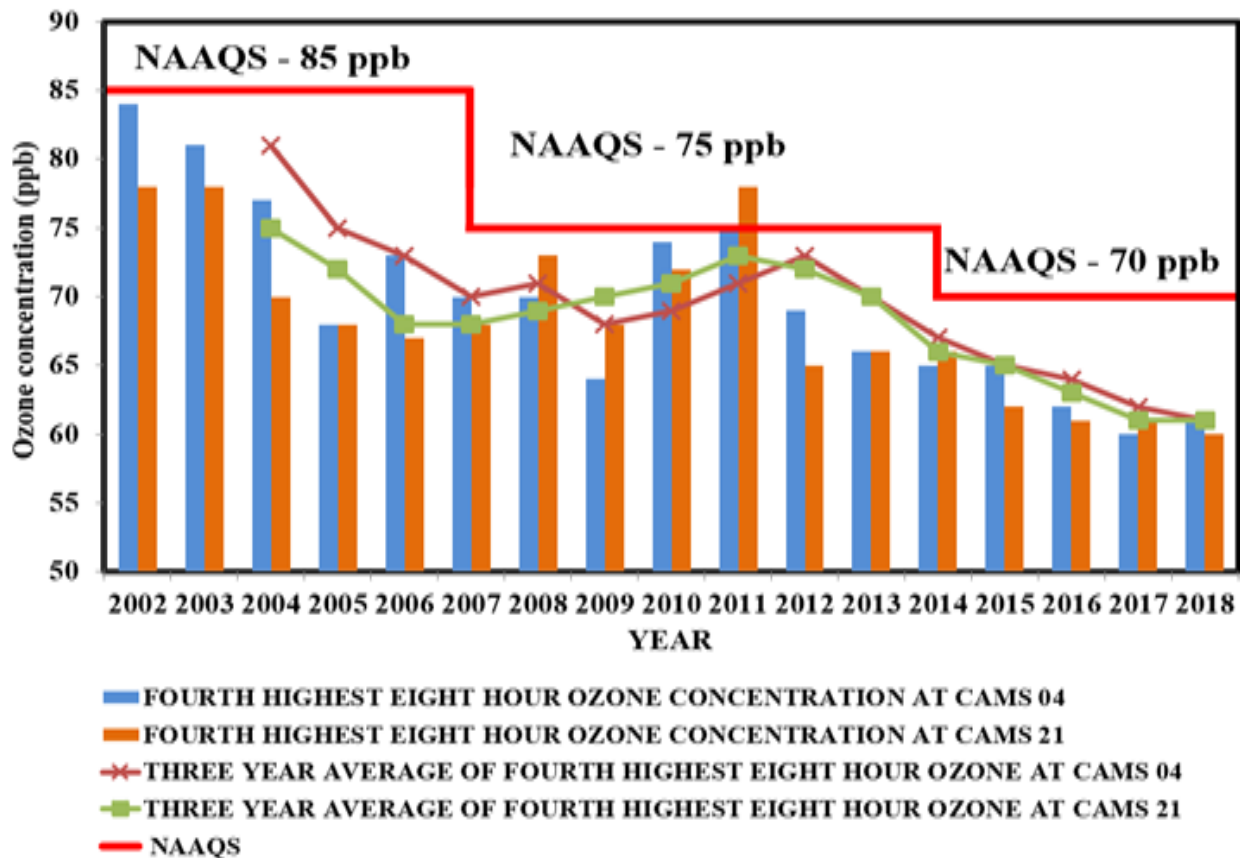 90
85
80
75
70
65
60
55
50
Ozone concentration (ppb)
NAAQS - 85 ppb
NAAQS - 75 ppb
NAAQS - 70 ppb
2002 2003 2004 2005 2006 2007 2008 2009 2010 2011 2012 2013 2014 2015 2016 2017 2018
YEAR
FOURTH HIGHEST EIGHT HOUR OZONE CONCENTRATION AT CAMS 04
FOURTH HIGHEST EIGHT HOUR OZONE CONCENTRATION AT CAMS 21
THREE YEAR AVERAGE OF FOURTH HIGHEST EIGHT HOUR OZONE AT CAMS 04
THREE YEAR AVERAGE OF FOURTH HIGHEST EIGHT HOUR OZONE AT CAMS 21
NAAQS